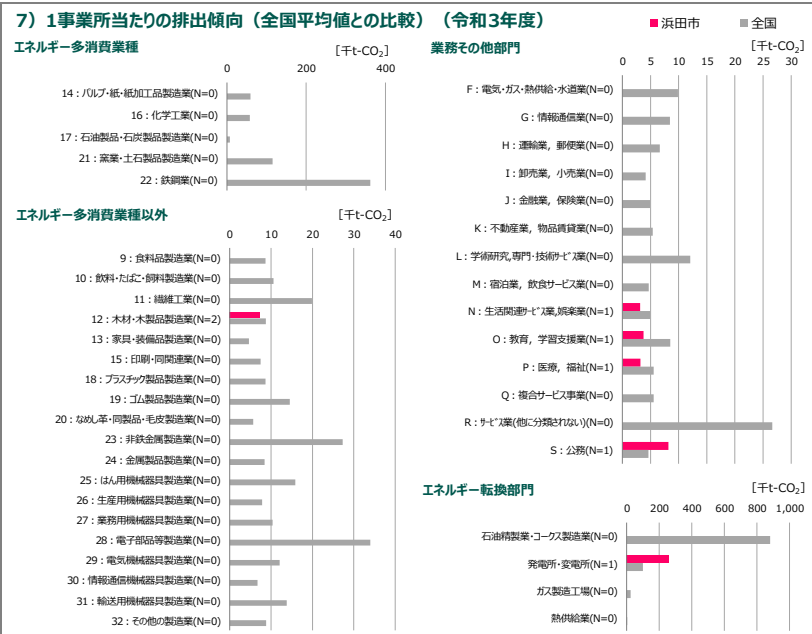 7）1事業所当たりの排出傾向（全国平均値との比較）（令和3年度）
浜田市 全国
エネルギー多消費業種
[千t-CO₂]
0 200 400
14：パルプ・紙・紙加工品製造業(N=0)
16：化学工業(N=0)
17：石油製品・石炭製品製造業(N=0)
21：窯業・土石製品製造業(N=0)
22：鉄鋼業(N=0)
エネルギー多消費業種以外
[千t-CO₂]
0 10 20 30 40
9：食料品製造業(N=0)
10：飲料・たばこ・飼料製造業(N=0)
11：繊維工業(N=0)
12：木材・木製品製造業(N=2)
13：家具・装備品製造業(N=0)
15：印刷・同関連業(N=0)
18：プラスチック製品製造業(N=0)
19：ゴム製品製造業(N=0)
20：なめし革・同製品・毛皮製造業(N=0)
23：非鉄金属製造業(N=0)
24：金属製品製造業(N=0)
25：はん用機械器具製造業(N=0)
26：生産用機械器具製造業(N=0)
27：業務用機械器具製造業(N=0)
28：電子部品等製造業(N=0)
29：電気機械器具製造業(N=0)
30：情報通信機械器具製造業(N=0)
31：輸送用機械器具製造業(N=0)
32：その他の製造業(N=0)
業務その他部門
[千t-CO₂]
0 5 10 15 20 25 30
F：電気・ガス・熱供給・水道業(N=0)
G：情報通信業(N=0)
H：運輸業，郵便業(N=0)
I：卸売業，小売業(N=0)
J：金融業，保険業(N=0)
K：不動産業，物品賃貸業(N=0)
L：学術研究,専門・技術ｻｰﾋﾞｽ業(N=0)
M：宿泊業，飲食サービス業(N=0)
N：生活関連ｻｰﾋﾞｽ業,娯楽業(N=1)
O：教育，学習支援業(N=1)
P：医療，福祉(N=1)
Q：複合サービス事業(N=0)
R：ｻｰﾋﾞｽ業(他に分類されない)(N=0)
S：公務(N=1)
エネルギー転換部門
[千t-CO₂]
0 200 400 600 800 1,000
石油精製業・コークス製造業(N=0)
発電所・変電所(N=1)
ガス製造工場(N=0)
熱供給業(N=0)